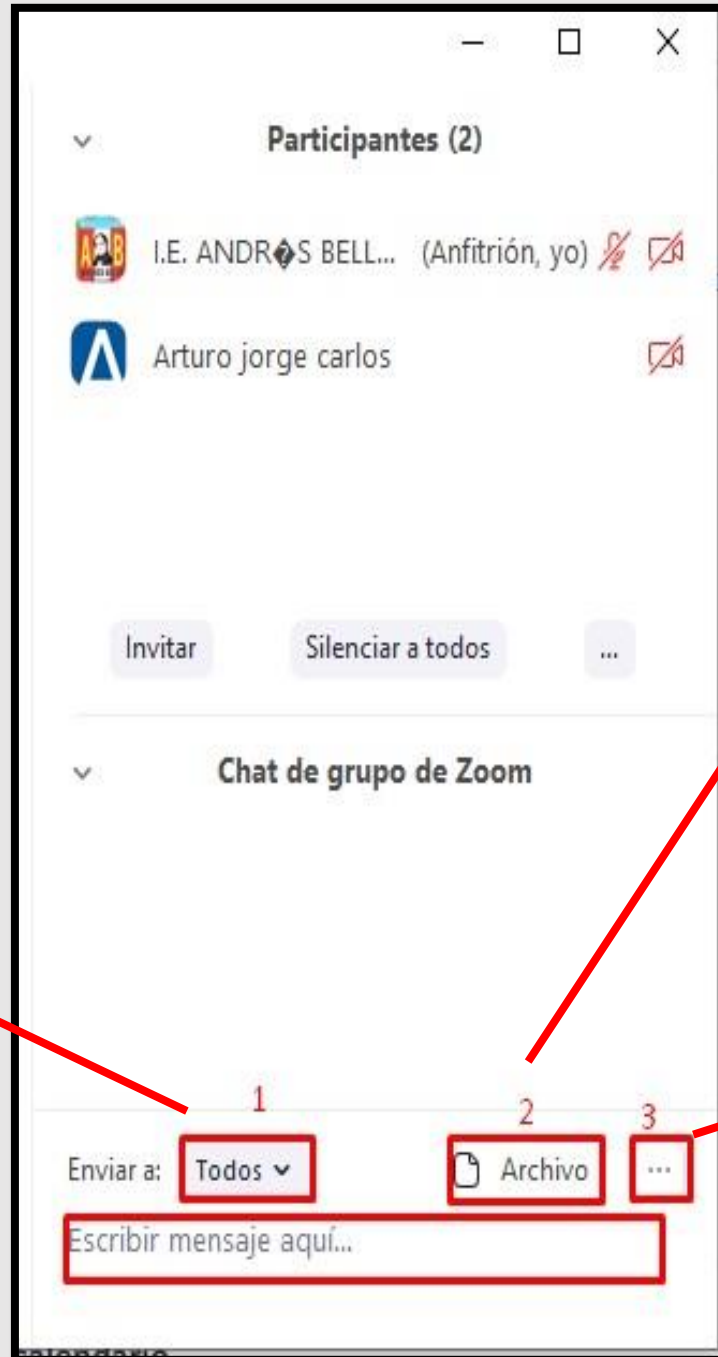 Participantes (2)
I.E. ANDR�S BELL... (Anfitrión, yo)
Arturo jorge carlos
Invitar Silenciar a todos ...
Chat de grupo de Zoom
1 2 3
Enviar a: Todos Archivo ...
Escribir mensaje aquí...
calendario